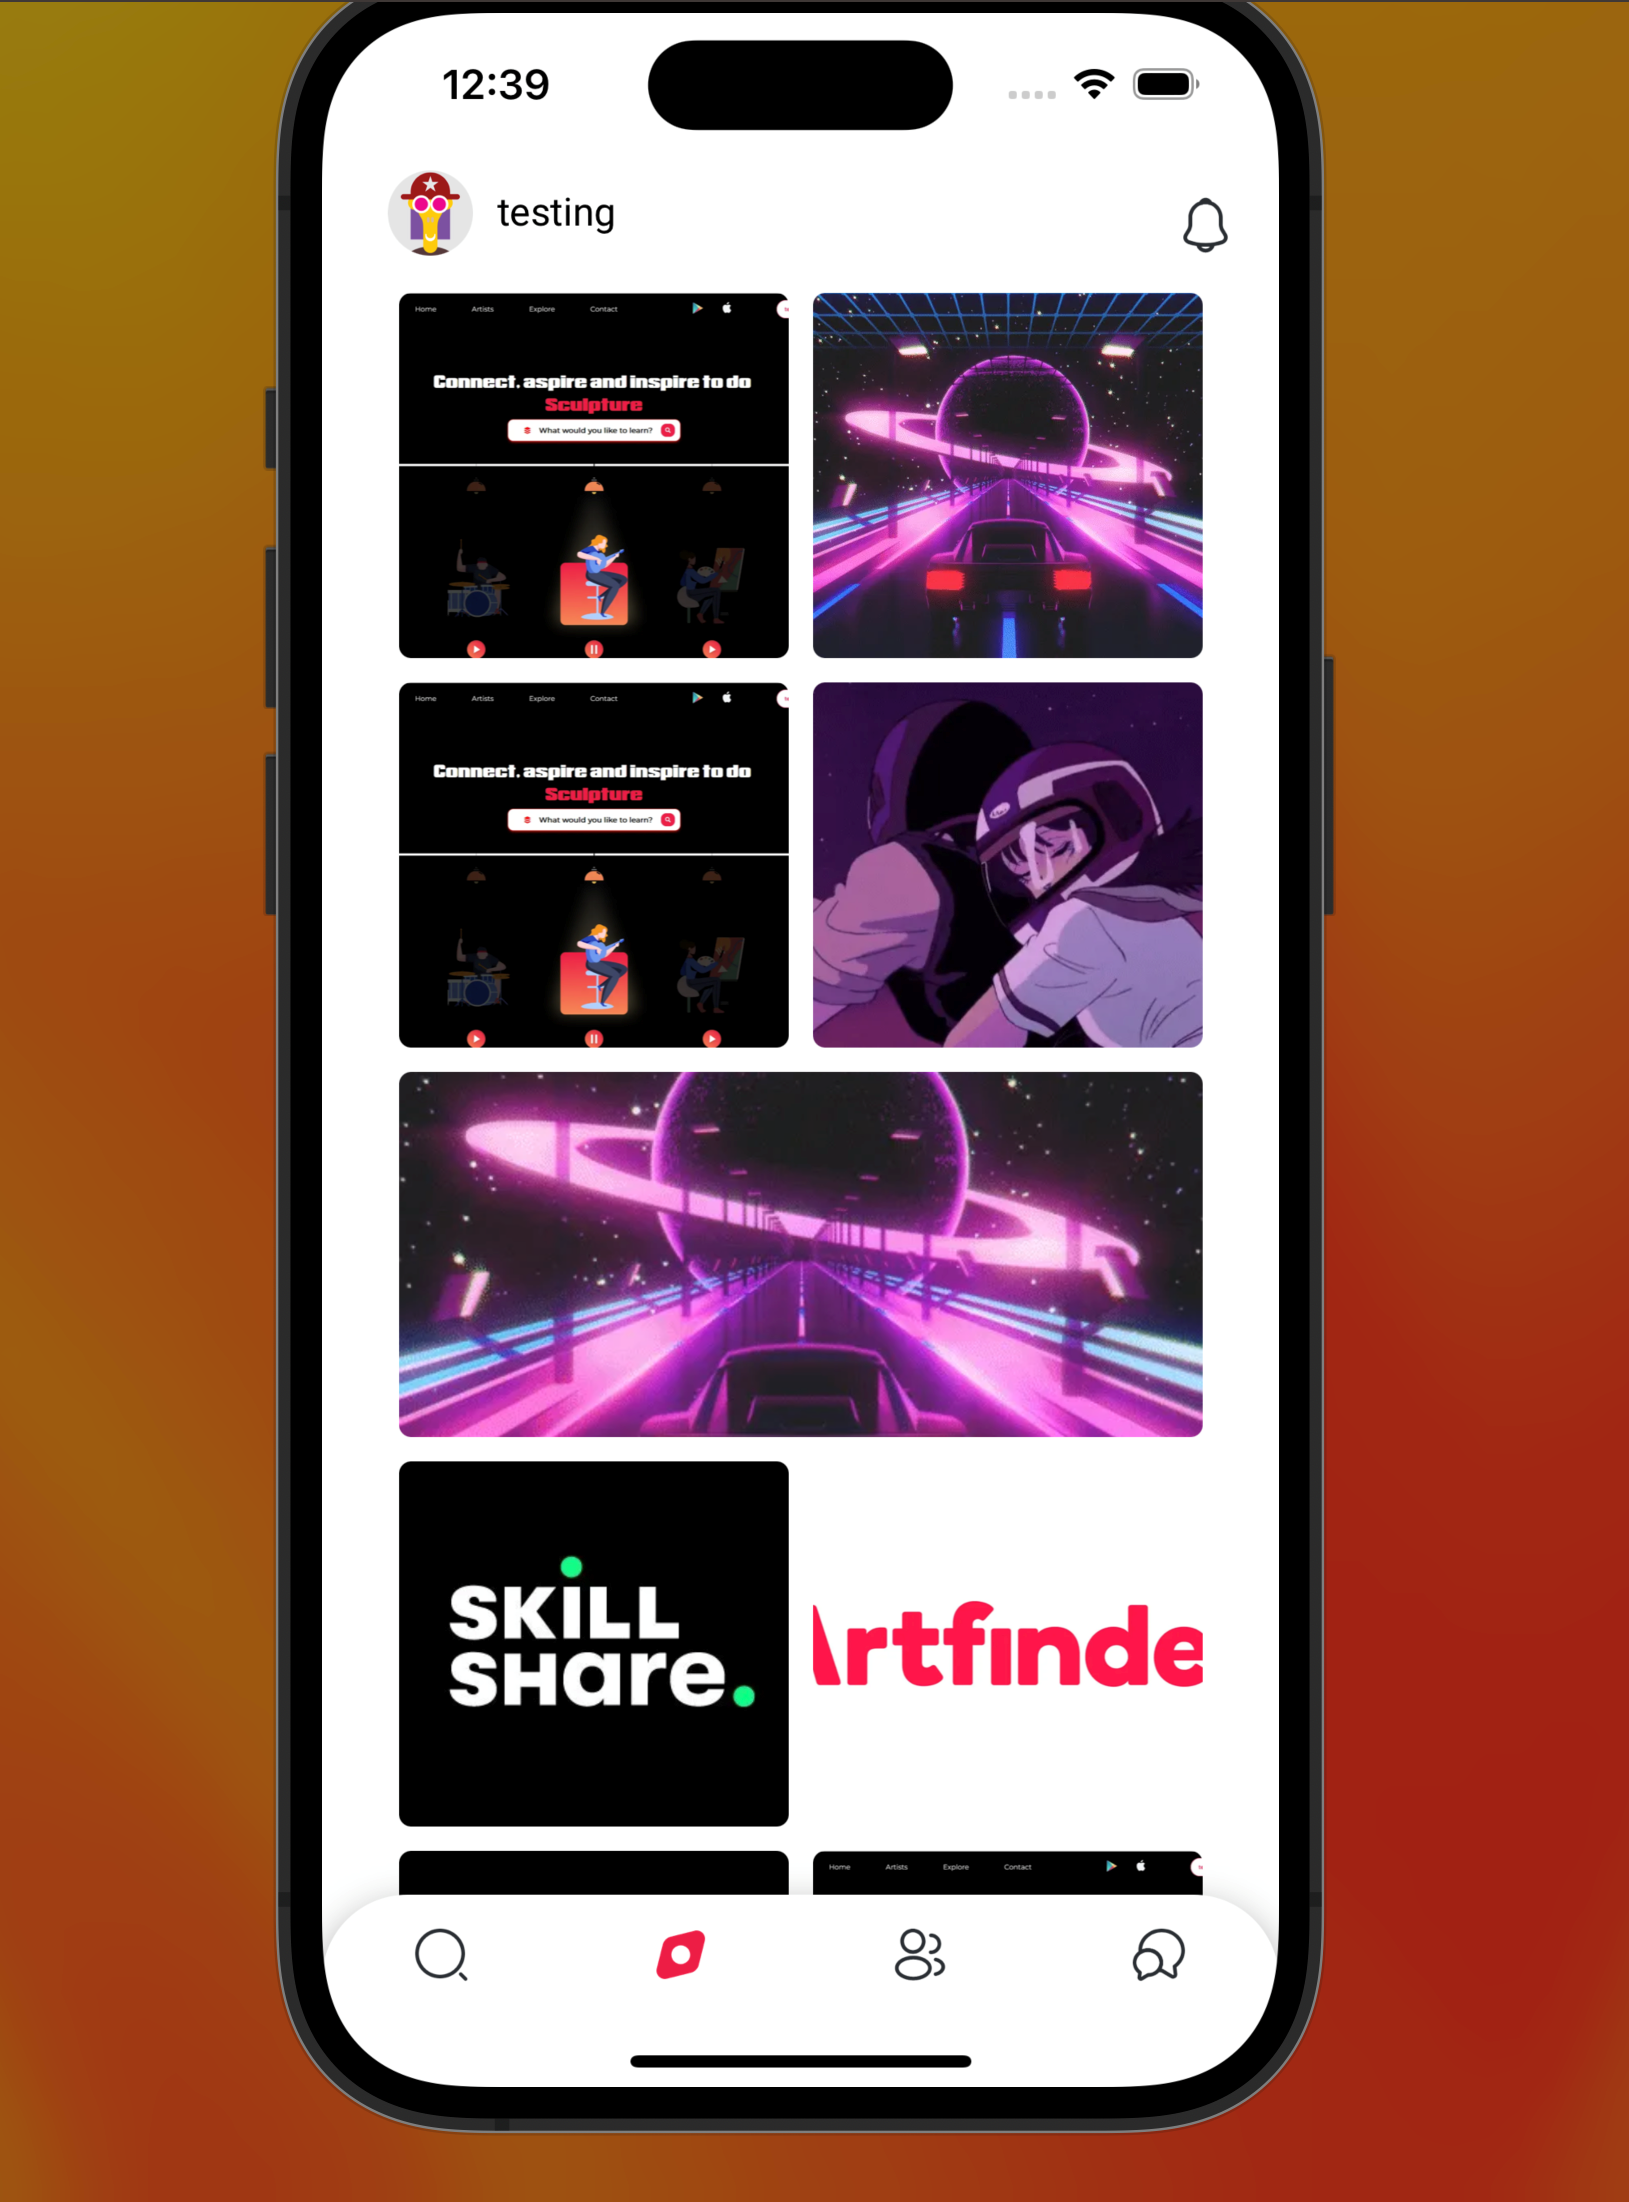 12:39
testing
Home Artists Explore Contact
Connect. aspire and inspire to do
Sculpture
What would you like to learn?
Home Artists Explore Contact
Connect. aspire and inspire to do
Sculpture
What would you like to learn?
SKiLL
SHare.
Artfinde
Home Artists Explore Contact